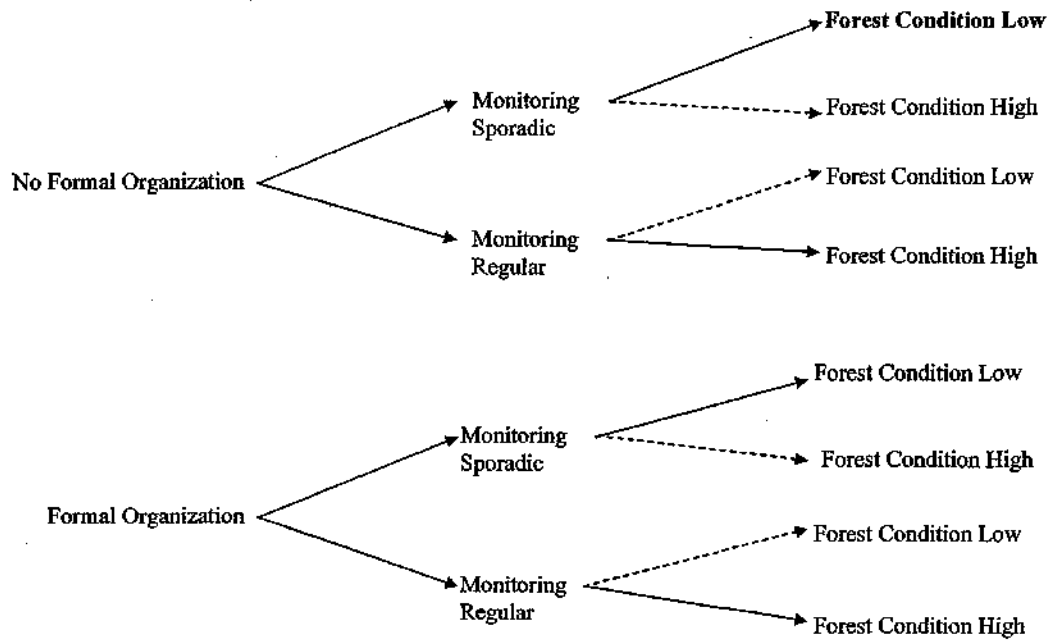 Forest Condition Low
Monitoring
Sporadic
Forest Condition High
No Formal Organization
Forest Condition Low
Monitoring
Regular
Forest Condition High
Forest Condition Low
Monitoring
Sporadic
Forest Condition High
Formal Organization
Forest Condition Low
Monitoring
Regular
Forest Condition High